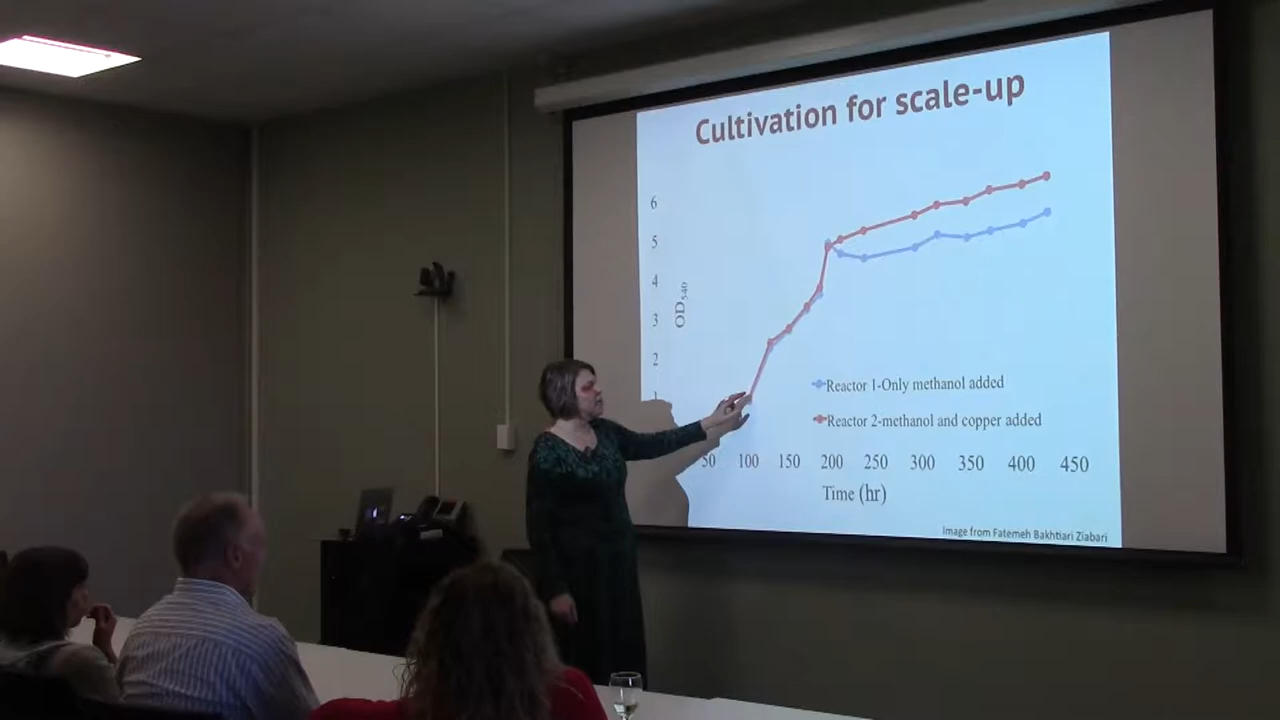 Cultivation for scale-up
6
5
4
3
2
1
OD540
Reactor 1-Only methanol added
Reactor 2-methanol and copper added
50 100 150 200 250 300 350 400 450
Time (hr)
Image from Fatemeh Bakhtiari Ziabari